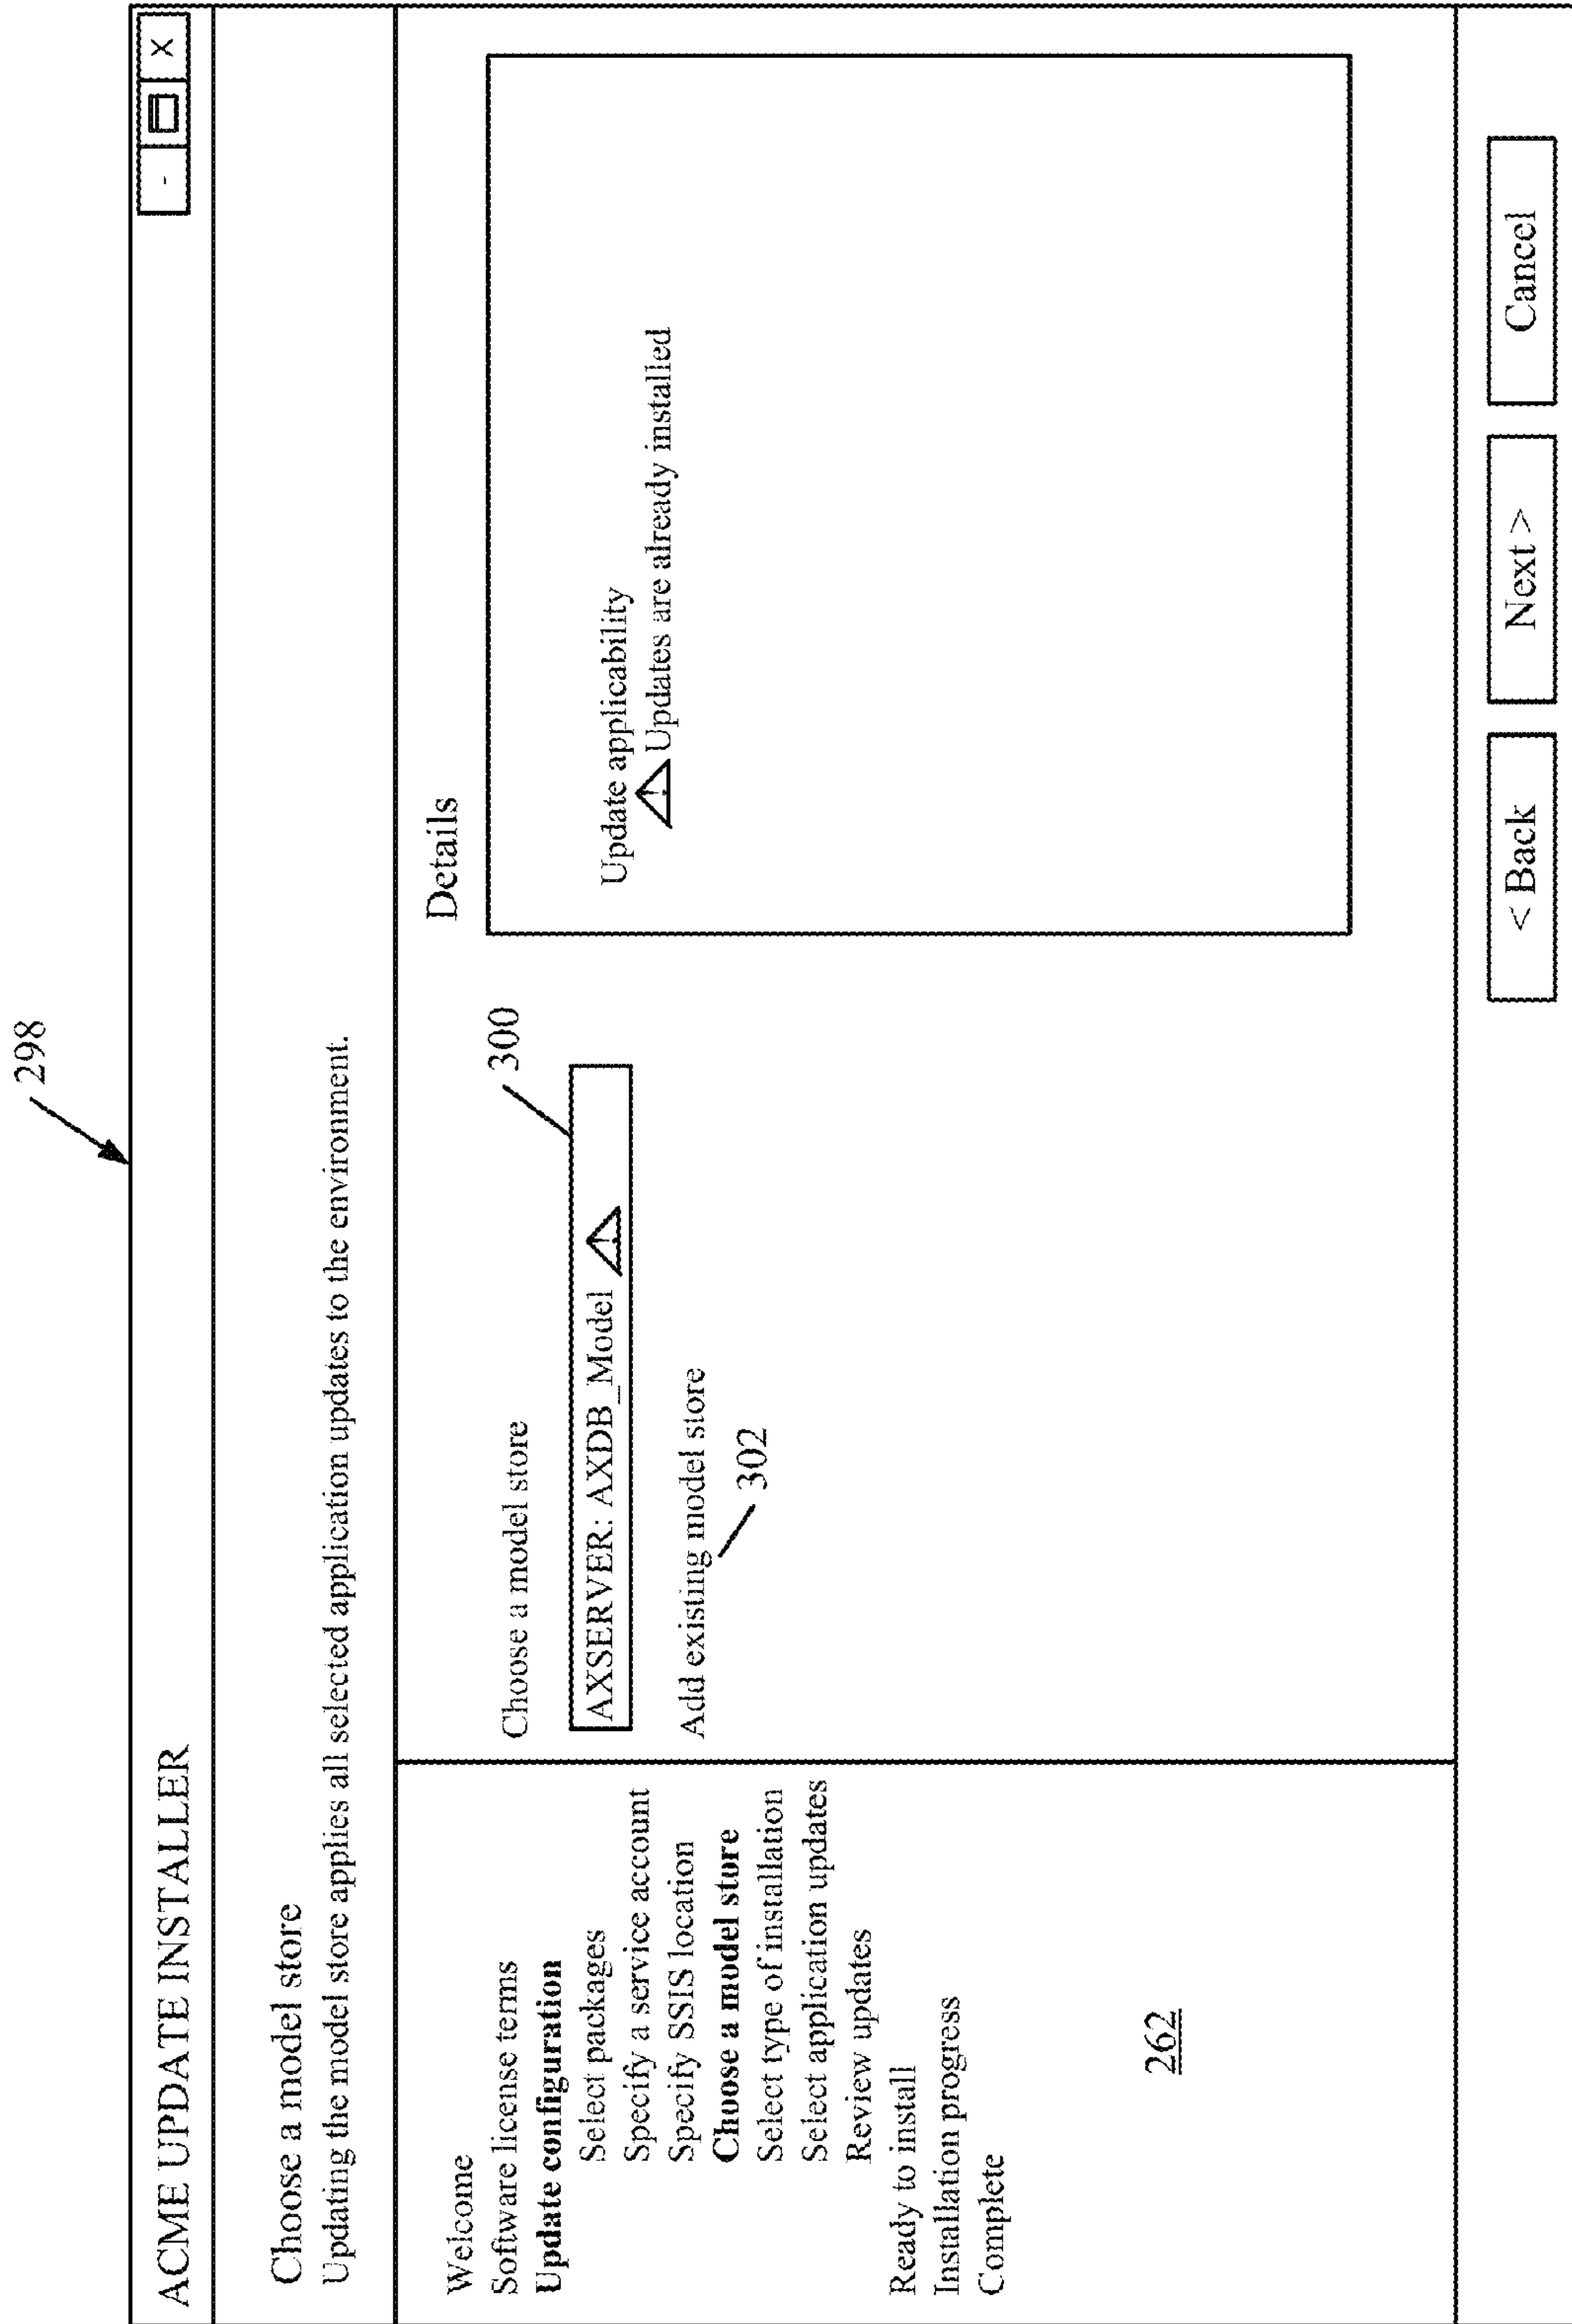 298
ACME UPDATE INSTALLER
- X
Choose a model store
Updating the model store applies all selected application updates to the environment.
Welcome
Software license terms
Update configuration
Select packages
Specify a service account
Specify SSIS location
Choose a model store
Select type of installation
Select application updates
Review updates
Ready to install
Installation progress
Complete
262
Choose a model store
300
AXSERVER: AXDB_Model !
Add existing model store
302
Details
Update applicability
! Updates are already installed
< Back
Next >
Cancel